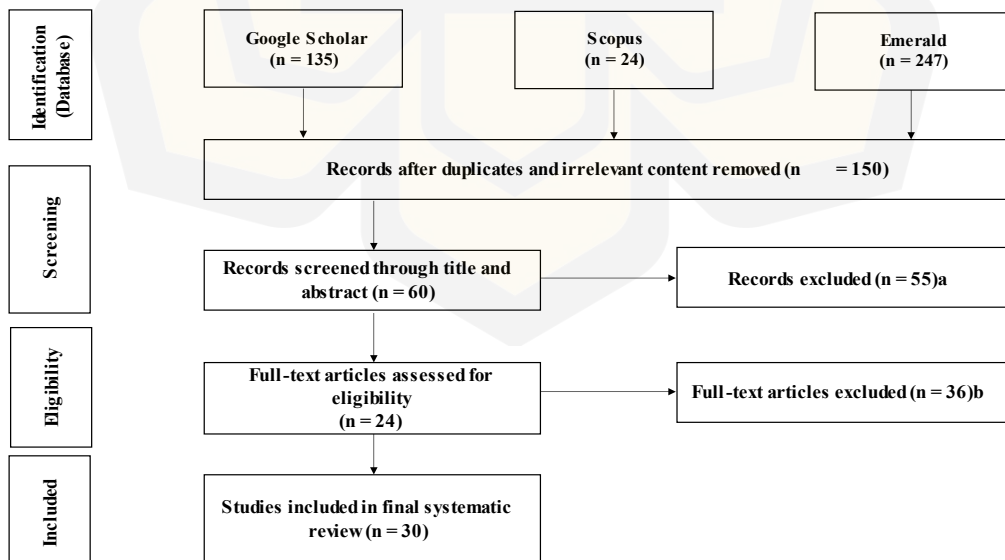 Identification
(Database)
Google Scholar
(n = 135)
Scopus
(n = 24)
Emerald
(n = 247)
Records after duplicates and irrelevant content removed (n = 150)
Screening
Records screened through title and
abstract (n = 60)
Records excluded (n = 55)a
Eligibility
Full-text articles assessed for
eligibility
(n = 24)
Full-text articles excluded (n = 36)b
Included
Studies included in final systematic
review (n = 30)